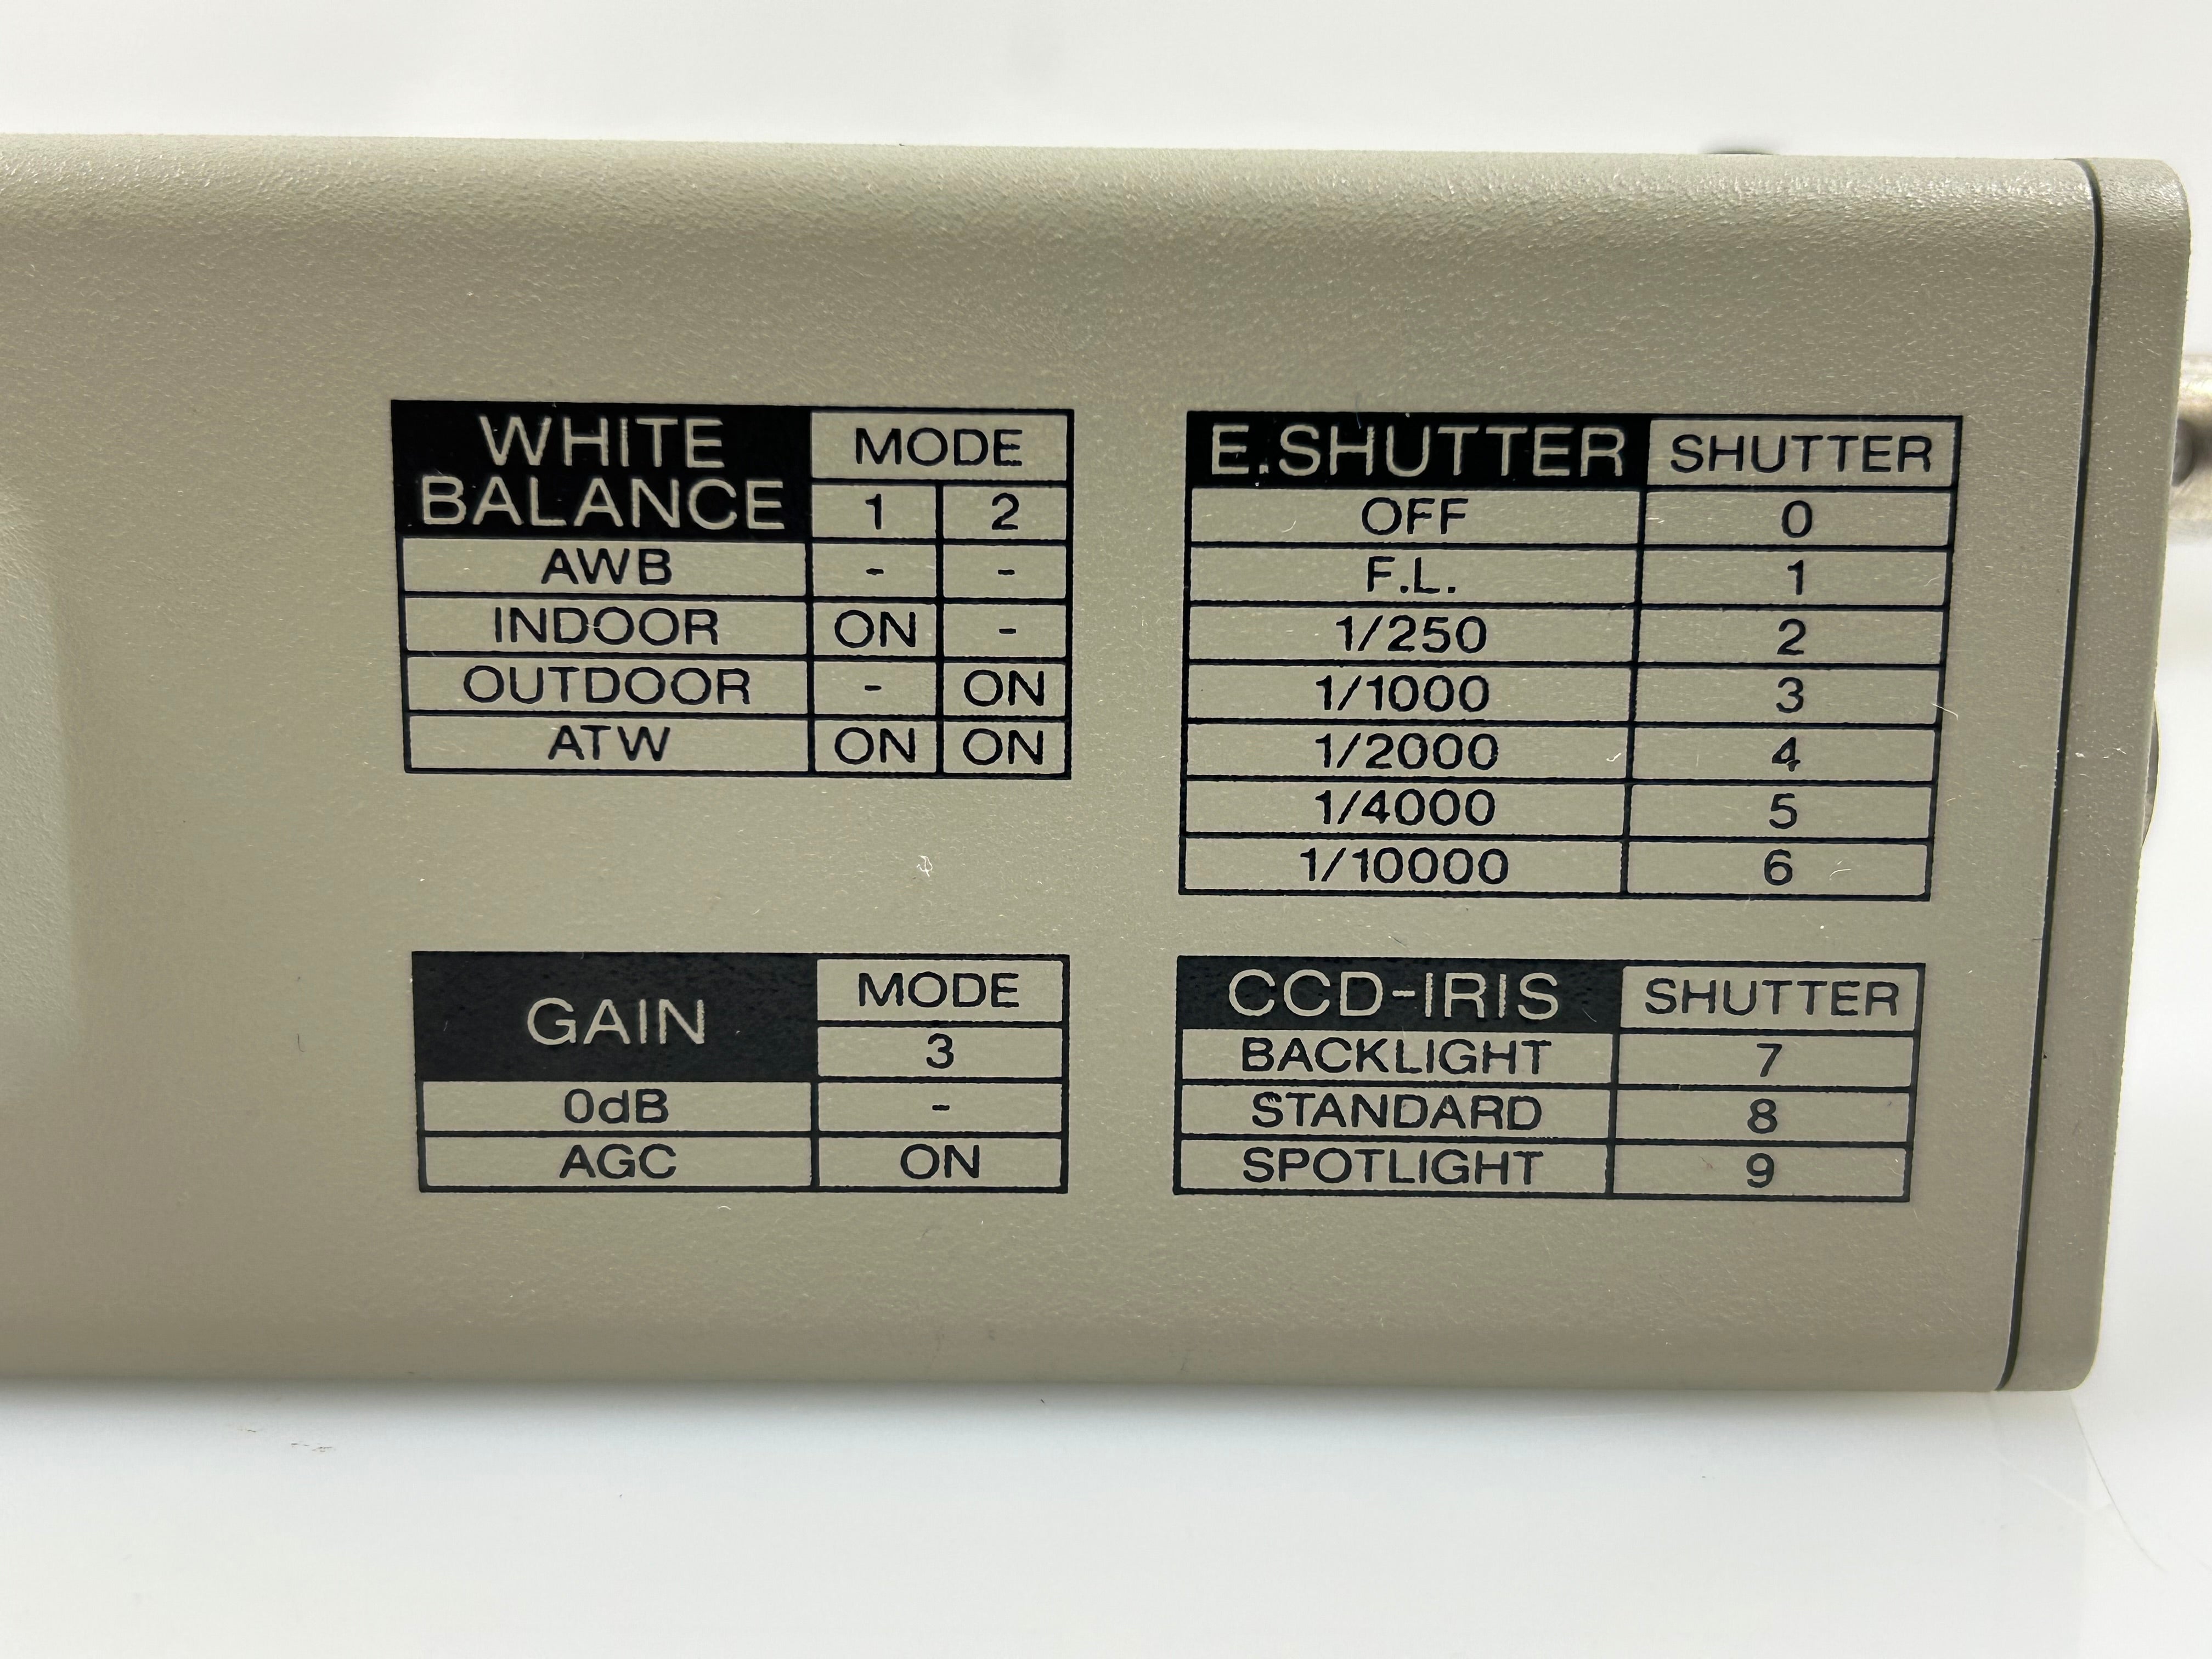 WHITE BALANCE MODE
1 2
AWB - -
INDOOR ON -
OUTDOOR - ON
ATW ON ON
E.SHUTTER SHUTTER
OFF 0
F.L. 1
1/250 2
1/1000 3
1/2000 4
1/4000 5
1/10000 6
GAIN MODE
3
0dB -
AGC ON
CCD-IRIS SHUTTER
BACKLIGHT 7
STANDARD 8
SPOTLIGHT 9